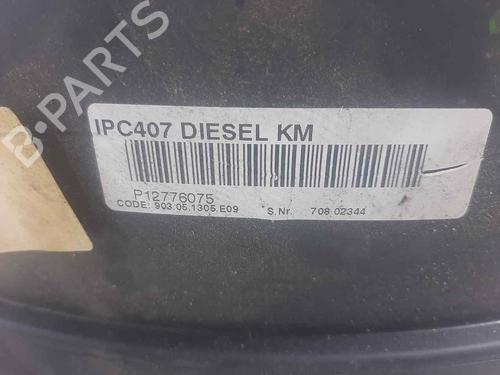 B-PARTS
IPC407 DIESEL KM
P12776075
CODE: 903.05.1305.E09 S.Nr. 708 02344